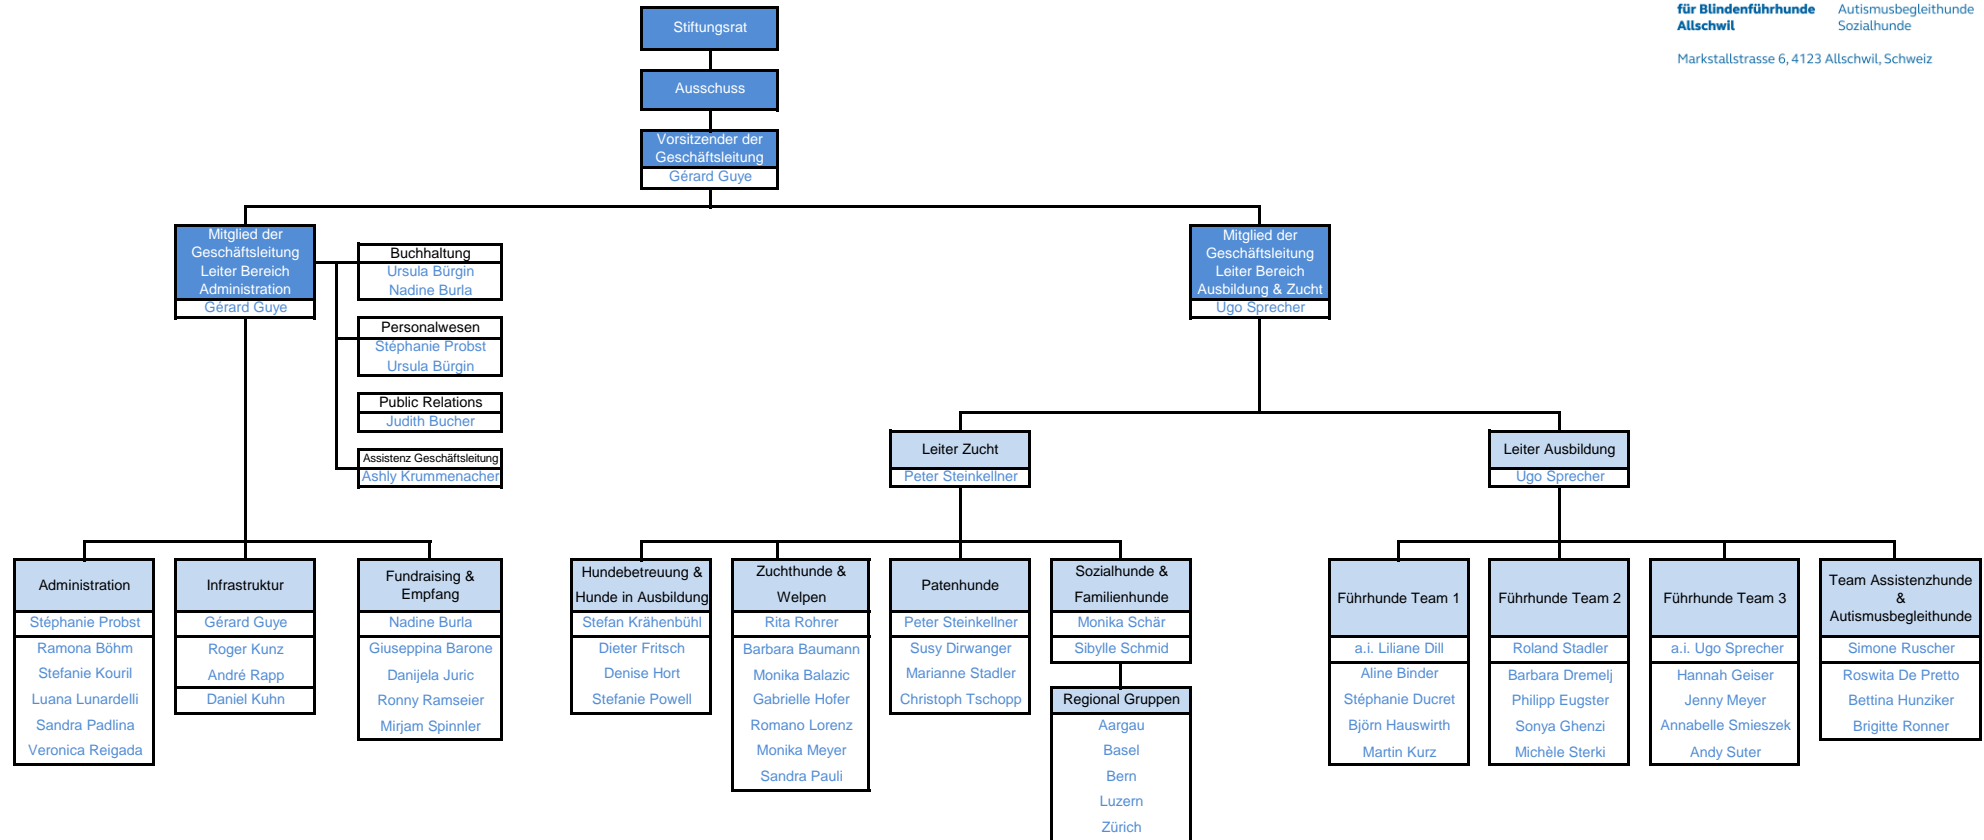 für Blindenführhunde
Allschwil
Autismusbegleithunde
Sozialhunde
Markstallstrasse 6, 4123 Allschwil, Schweiz
Stiftungsrat
Ausschuss
Vorsitzender der
Geschäftsleitung
Gérard Guye
Mitglied der
Geschäftsleitung
Leiter Bereich
Administration
Gérard Guye
Buchhaltung
Ursula Bürgin
Nadine Burla
Personalwesen
Stéphanie Probst
Ursula Bürgin
Public Relations
Judith Bucher
Assistenz Geschäftsleitung
Ashly Krummenacher
Mitglied der
Geschäftsleitung
Leiter Bereich
Ausbildung & Zucht
Ugo Sprecher
Leiter Zucht
Peter Steinkellner
Leiter Ausbildung
Ugo Sprecher
Administration
Stéphanie Probst
Ramona Böhm
Stefanie Kouril
Luana Lunardelli
Sandra Padlina
Veronica Reigada
Infrastruktur
Gérard Guye
Roger Kunz
André Rapp
Daniel Kuhn
Fundraising &
Empfang
Nadine Burla
Giuseppina Barone
Danijela Juric
Ronny Ramseier
Mirjam Spinnler
Hundebetreuung &
Hunde in Ausbildung
Stefan Krähenbühl
Dieter Fritsch
Denise Hort
Stefanie Powell
Zuchthunde &
Welpen
Rita Rohrer
Barbara Baumann
Monika Balazic
Gabrielle Hofer
Romano Lorenz
Monika Meyer
Sandra Pauli
Patenhunde
Peter Steinkellner
Susy Dirwanger
Marianne Stadler
Christoph Tschopp
Sozialhunde &
Familienhunde
Monika Schär
Sibylle Schmid
Regional Gruppen
Aargau
Basel
Bern
Luzern
Zürich
Führhunde Team 1
a.i. Liliane Dill
Aline Binder
Stéphanie Ducret
Björn Hauswirth
Martin Kurz
Führhunde Team 2
Roland Stadler
Barbara Dremelj
Philipp Eugster
Sonya Ghenzi
Michèle Sterki
Führhunde Team 3
a.i. Ugo Sprecher
Hannah Geiser
Jenny Meyer
Annabelle Smieszek
Andy Suter
Team Assistenzhunde
&
Autismusbegleithunde
Simone Ruscher
Roswita De Pretto
Bettina Hunziker
Brigitte Ronner